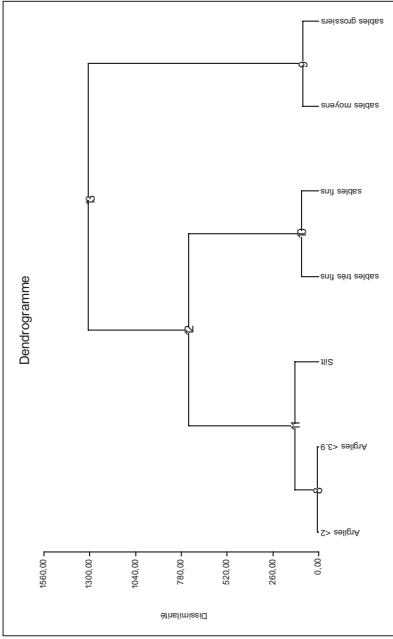 Dendrogramme
1560,00
1300,00
1040,00
780,00
520,00
260,00
0,00
Dissimilarité
13
12
11
10
9
8
Argiles <2
Argiles <3.9
Silt
sables très fins
sables fins
sables moyens
sables grossiers